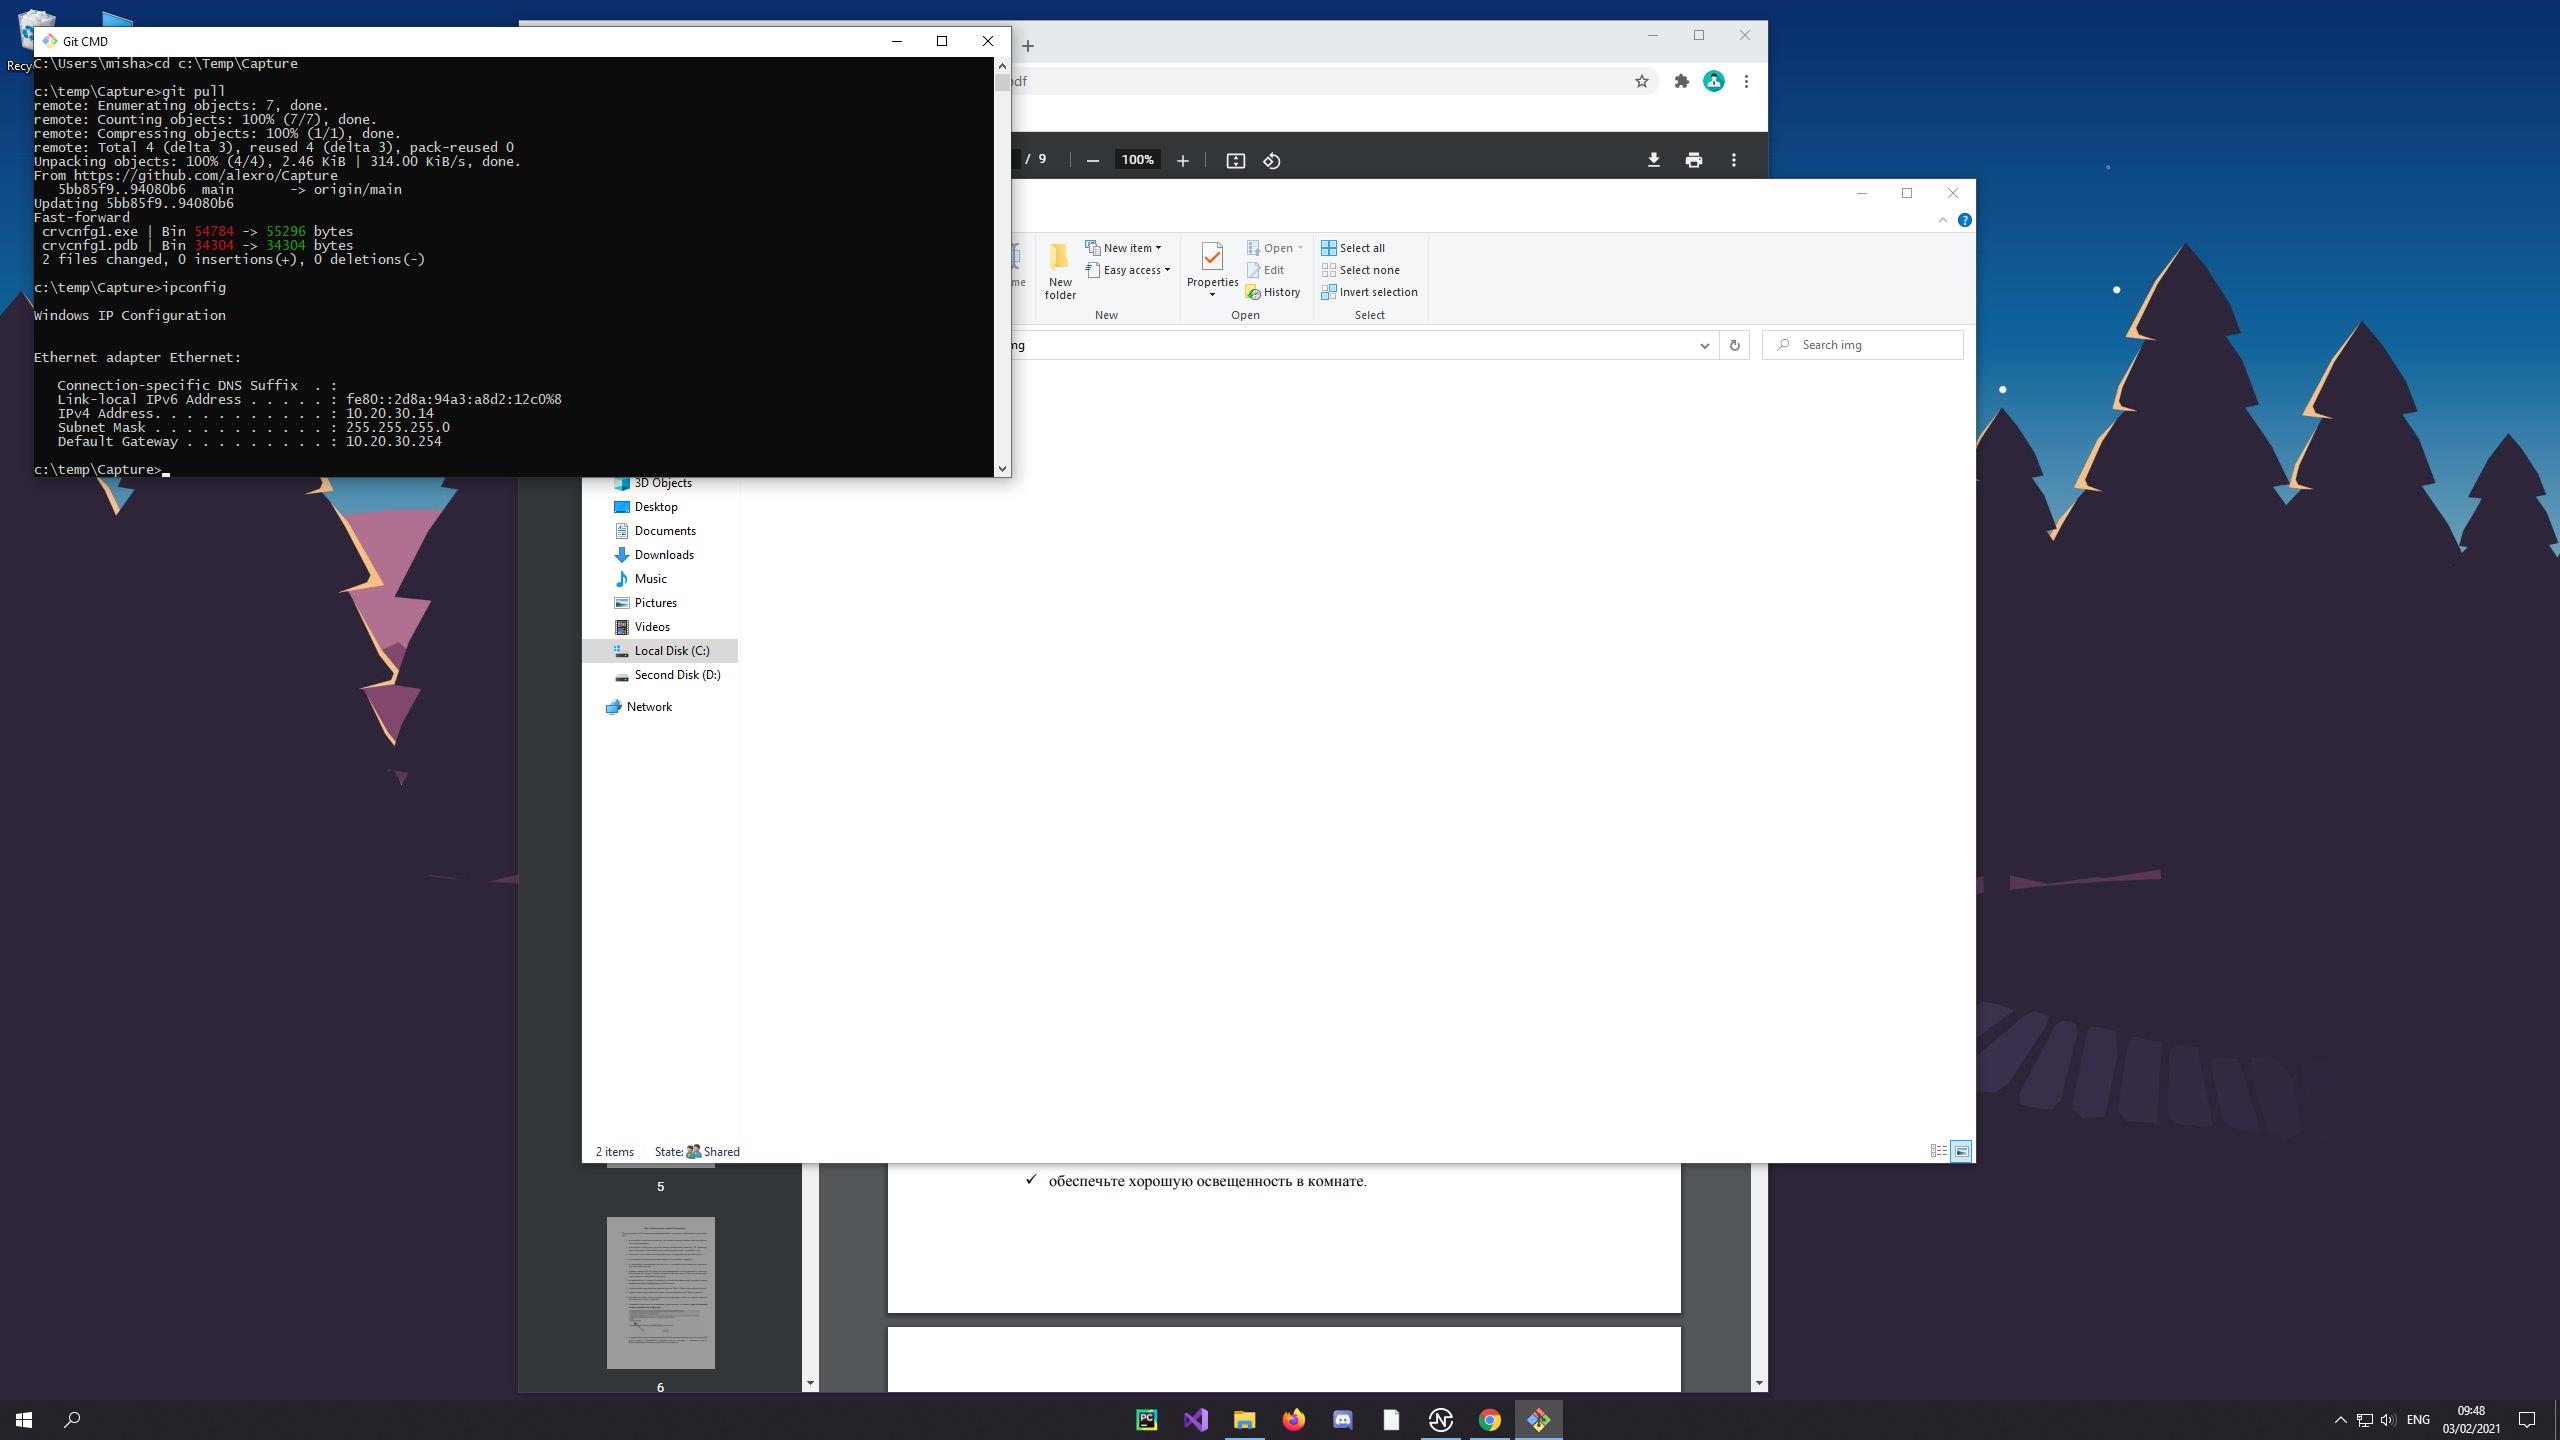 Recy
Git CMD
C:\Users\misha>cd c:\Temp\Capture
c:\temp\Capture>git pull
remote: Enumerating objects: 7, done.
remote: Counting objects: 100% (7/7), done.
remote: Compressing objects: 100% (1/1), done.
remote: Total 4 (delta 3), reused 4 (delta 3), pack-reused 0
Unpacking objects: 100% (4/4), 2.46 KiB | 314.00 KiB/s, done.
From https://github.com/alexro/Capture
5bb85f9..94080b6  main       -> origin/main
Updating 5bb85f9..94080b6
Fast-forward
crvcnfg1.exe | Bin 54784 -> 55296 bytes
crvcnfg1.pdb | Bin 34304 -> 34304 bytes
2 files changed, 0 insertions(+), 0 deletions(-)
c:\temp\Capture>ipconfig
Windows IP Configuration
Ethernet adapter Ethernet:
Connection-specific DNS Suffix  . :
Link-local IPv6 Address . . . . . : fe80::2d8a:94a3:a8d2:12c0%8
IPv4 Address. . . . . . . . . . . : 10.20.30.14
Subnet Mask . . . . . . . . . . . : 255.255.255.0
Default Gateway . . . . . . . . . : 10.20.30.254
c:\temp\Capture>
pdf
/ 9
100%
me
New folder
New item
Easy access
New
Properties
Open
Edit
History
Open
Select all
Select none
Invert selection
Select
mg
Search img
3D Objects
Desktop
Documents
Downloads
Music
Pictures
Videos
Local Disk (C:)
Second Disk (D:)
Network
2 items
State: Shared
5
✓ обеспечьте хорошую освещенность в комнате.
6
PC
ENG
09:48
03/02/2021